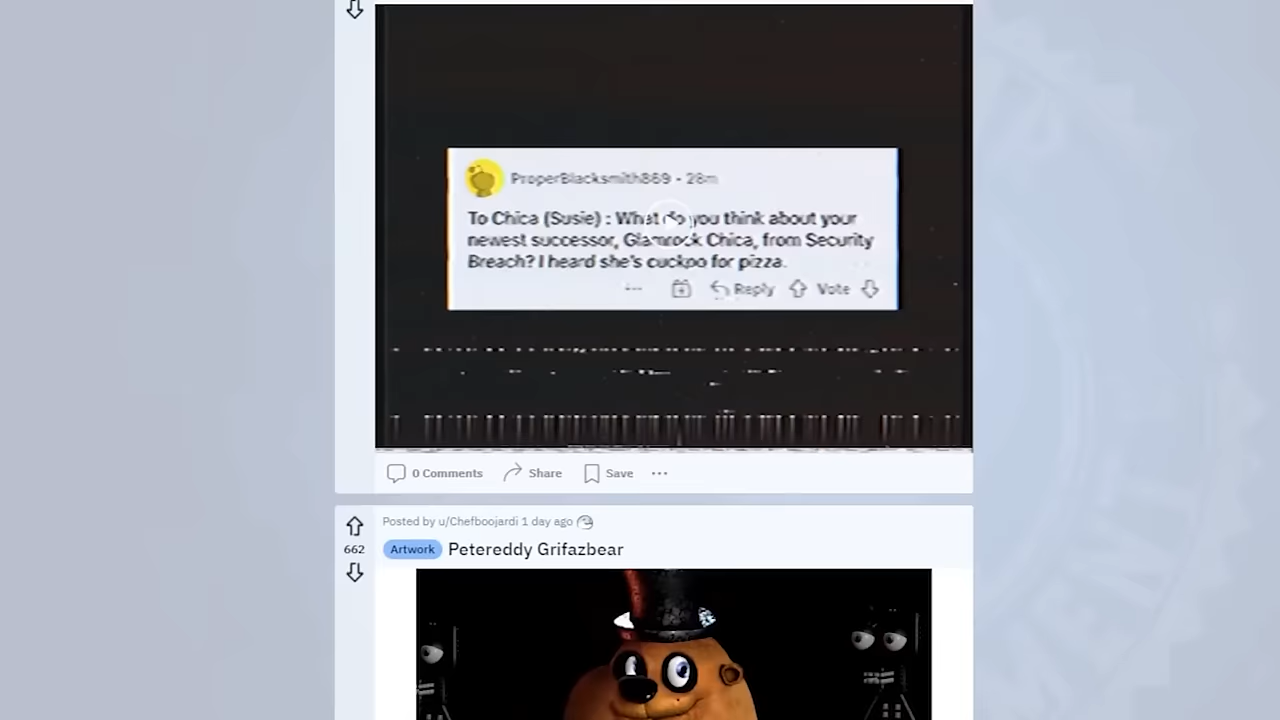 ProperBlacksmith869 • 28m
To Chica (Susie) : What do you think about your
newest successor, Glamrock Chica, from Security
Breach? I heard she's cuckoo for pizza.
Reply Vote
0 Comments Share Save
Posted by u/Chefboojardi 1 day ago
662
Artwork Petereddy Grifazbear